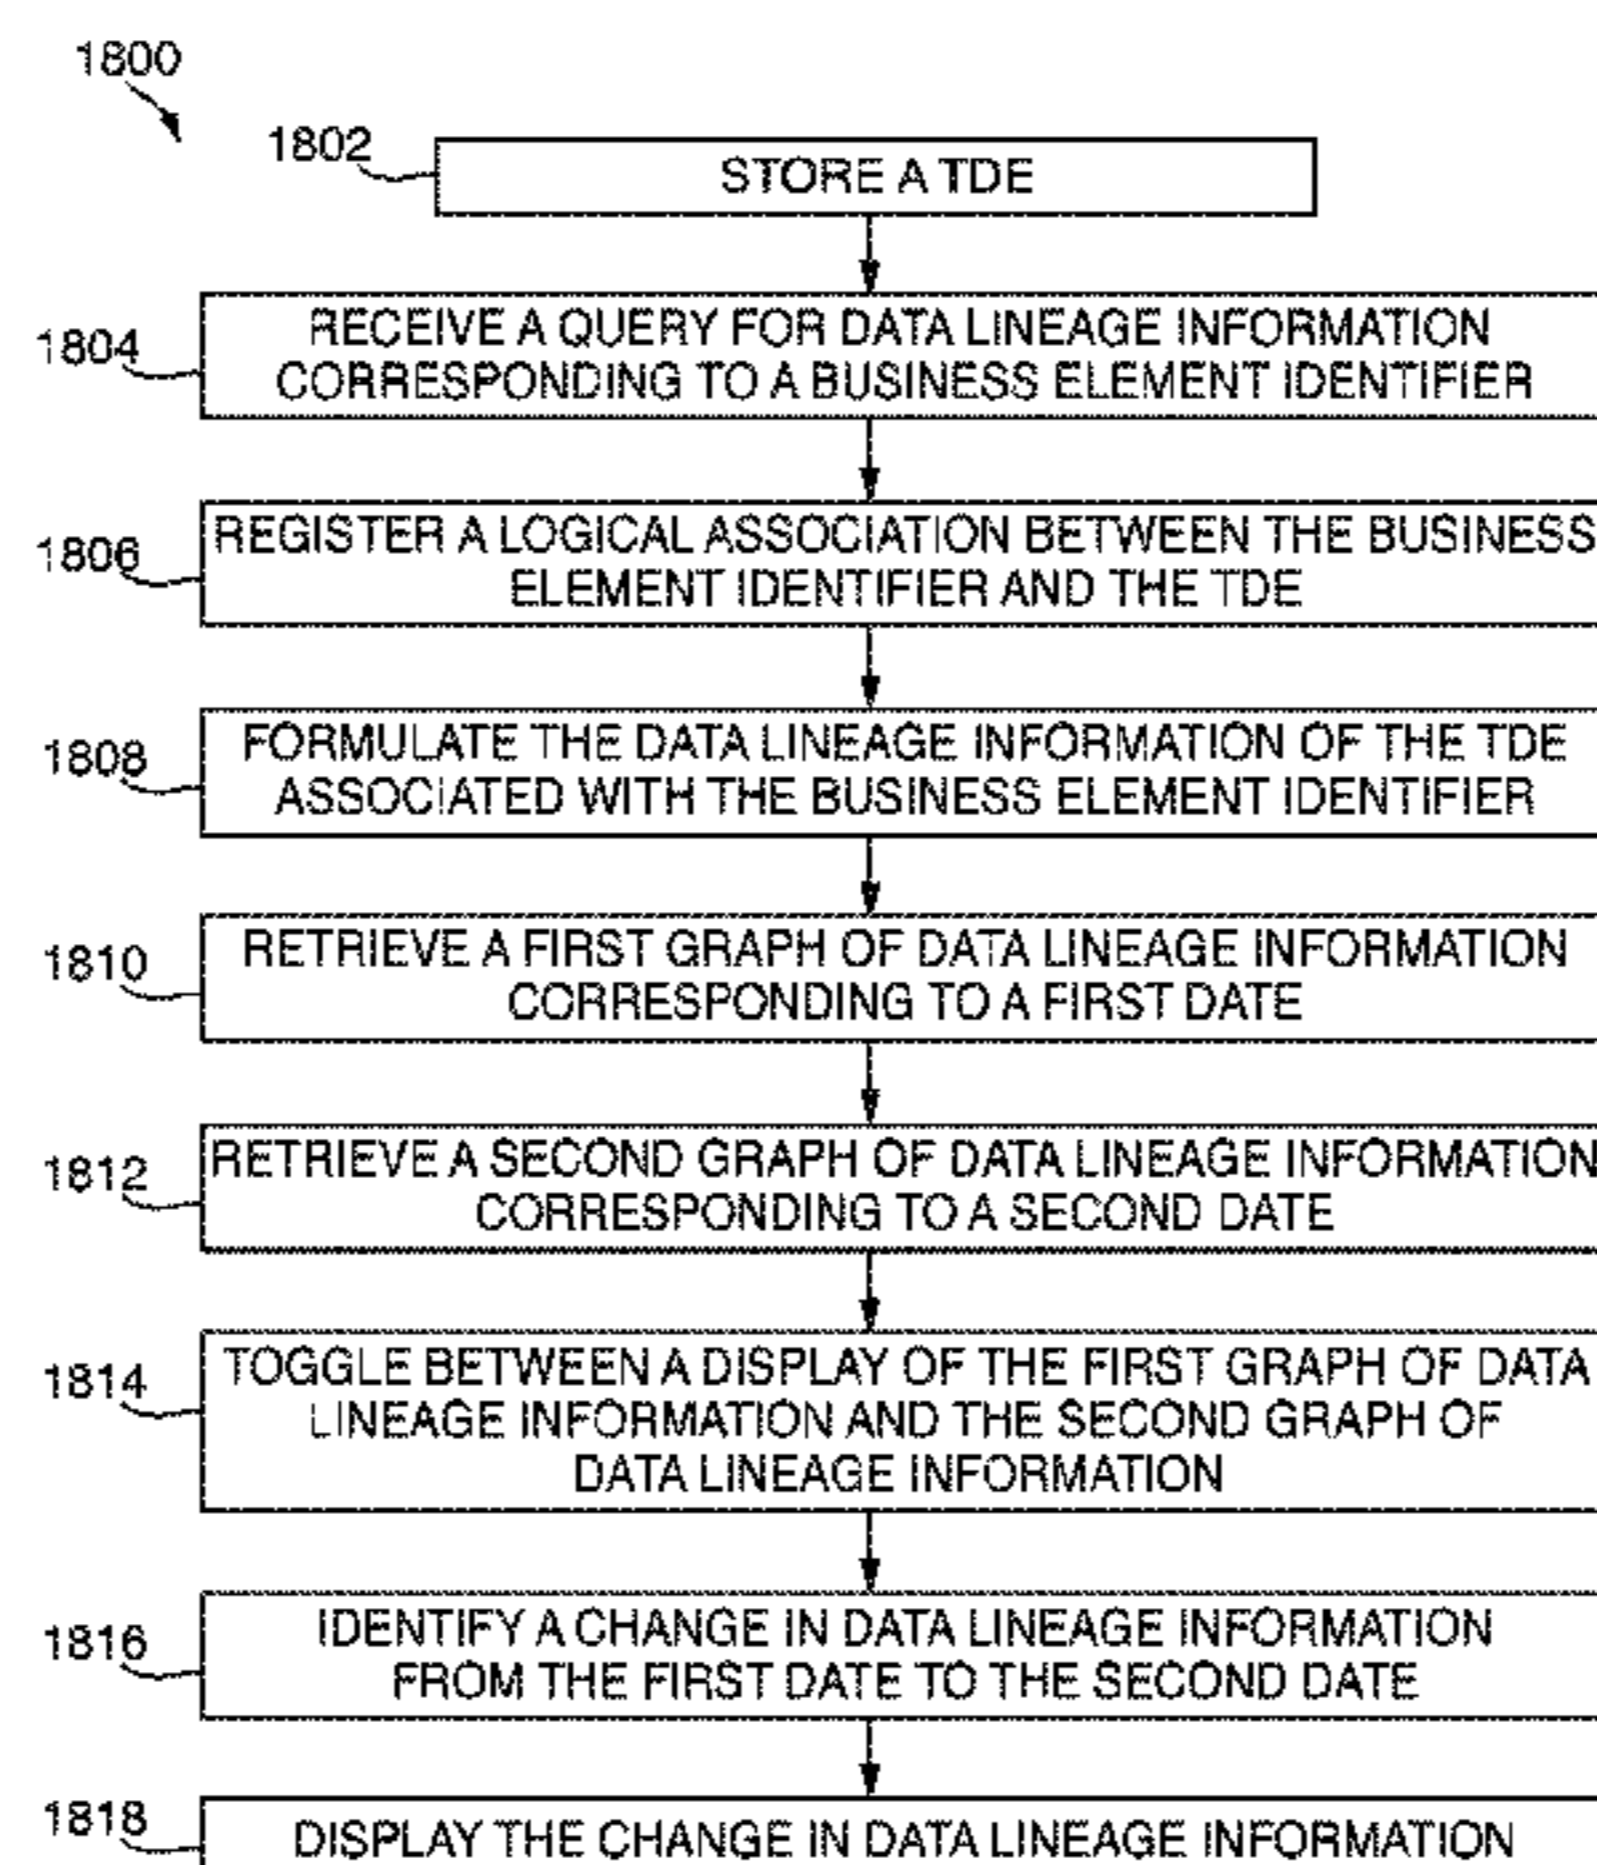 1800
1802
STORE A TDE
1804
RECEIVE A QUERY FOR DATA LINEAGE INFORMATION
CORRESPONDING TO A BUSINESS ELEMENT IDENTIFIER
1806
REGISTER A LOGICAL ASSOCIATION BETWEEN THE BUSINESS
ELEMENT IDENTIFIER AND THE TDE
1808
FORMULATE THE DATA LINEAGE INFORMATION OF THE TDE
ASSOCIATED WITH THE BUSINESS ELEMENT IDENTIFIER
1810
RETRIEVE A FIRST GRAPH OF DATA LINEAGE INFORMATION
CORRESPONDING TO A FIRST DATE
1812
RETRIEVE A SECOND GRAPH OF DATA LINEAGE INFORMATION
CORRESPONDING TO A SECOND DATE
1814
TOGGLE BETWEEN A DISPLAY OF THE FIRST GRAPH OF DATA
LINEAGE INFORMATION AND THE SECOND GRAPH OF
DATA LINEAGE INFORMATION
1816
IDENTIFY A CHANGE IN DATA LINEAGE INFORMATION
FROM THE FIRST DATE TO THE SECOND DATE
1818
DISPLAY THE CHANGE IN DATA LINEAGE INFORMATION